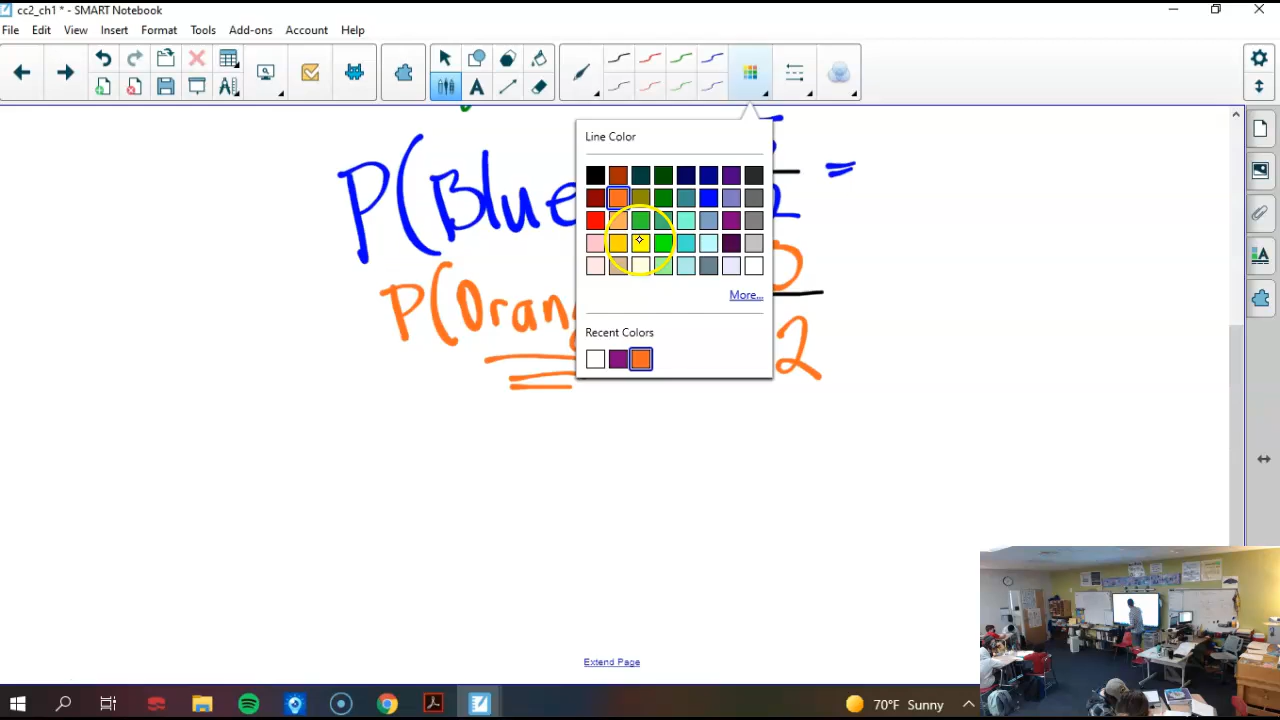 cc2_ch1 * - SMART Notebook
File Edit View Insert Format Tools Add-ons Account Help
Line Color
P(Blue =
P(Oran
2
More...
Recent Colors
Extend Page
70°F Sunny